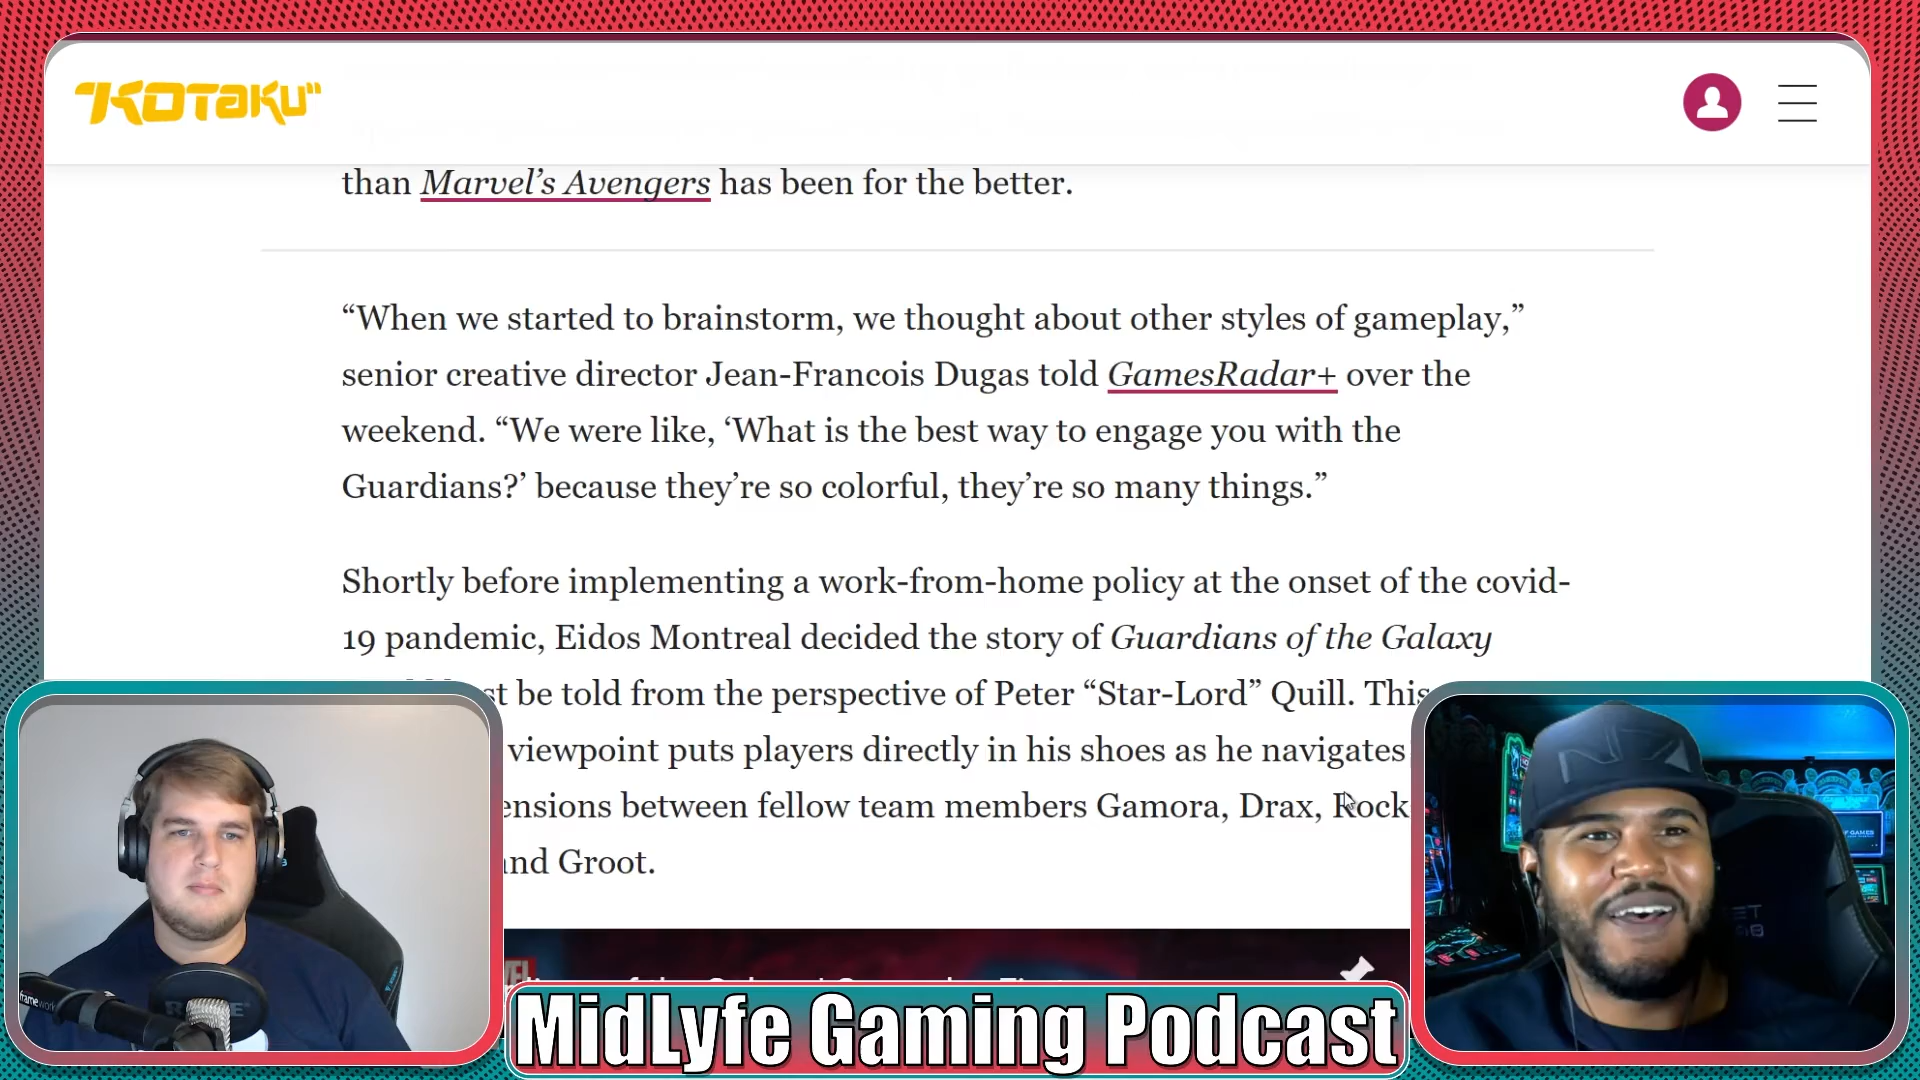 "KOTAKU"
than Marvel's Avengers has been for the better.
“When we started to brainstorm, we thought about other styles of gameplay,”
senior creative director Jean-Francois Dugas told GamesRadar+ over the
weekend. “We were like, ‘What is the best way to engage you with the
Guardians?’ because they’re so colorful, they’re so many things.”
Shortly before implementing a work-from-home policy at the onset of the covid-
19 pandemic, Eidos Montreal decided the story of Guardians of the Galaxy
be told from the perspective of Peter “Star-Lord” Quill. This
viewpoint puts players directly in his shoes as he navigates
between fellow team members Gamora, Drax,
Groot.
N7
MidLyfe Gaming Podcast